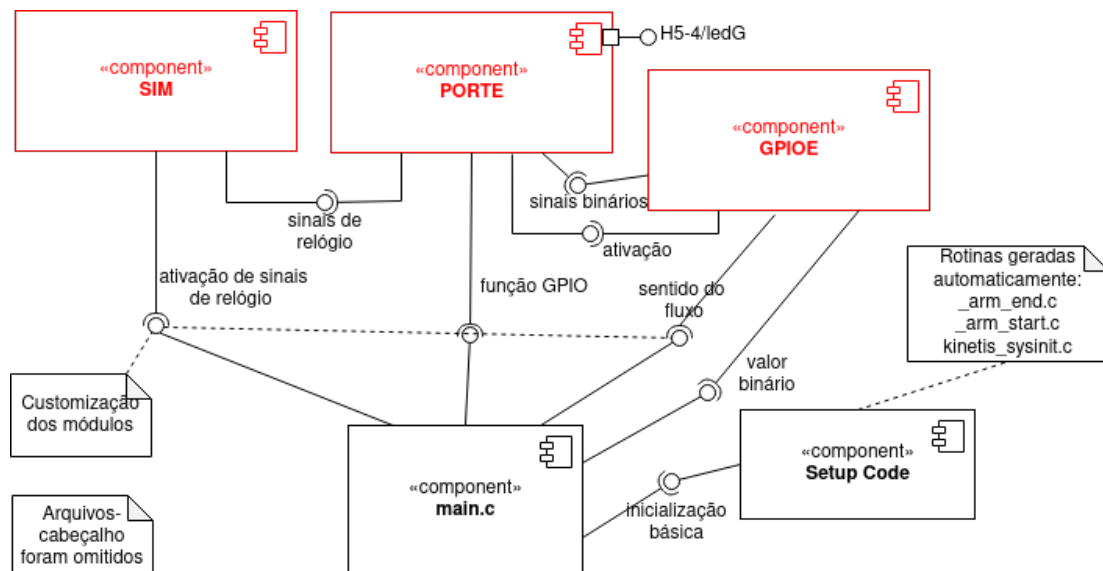 «component»
SIM
«component»
PORTE
H5-4/ledG
«component»
GPIOE
sinais de
relógio
sinais binários
ativação
ativação de sinais
de relógio
função GPIO
sentido do
fluxo
valor
binário
Rotinas geradas
automaticamente:
_arm_end.c
_arm_start.c
kinetis_sysinit.c
Customização
dos módulos
«component»
main.c
«component»
Setup Code
inicialização
básica
Arquivos-
cabeçalho
foram omitidos